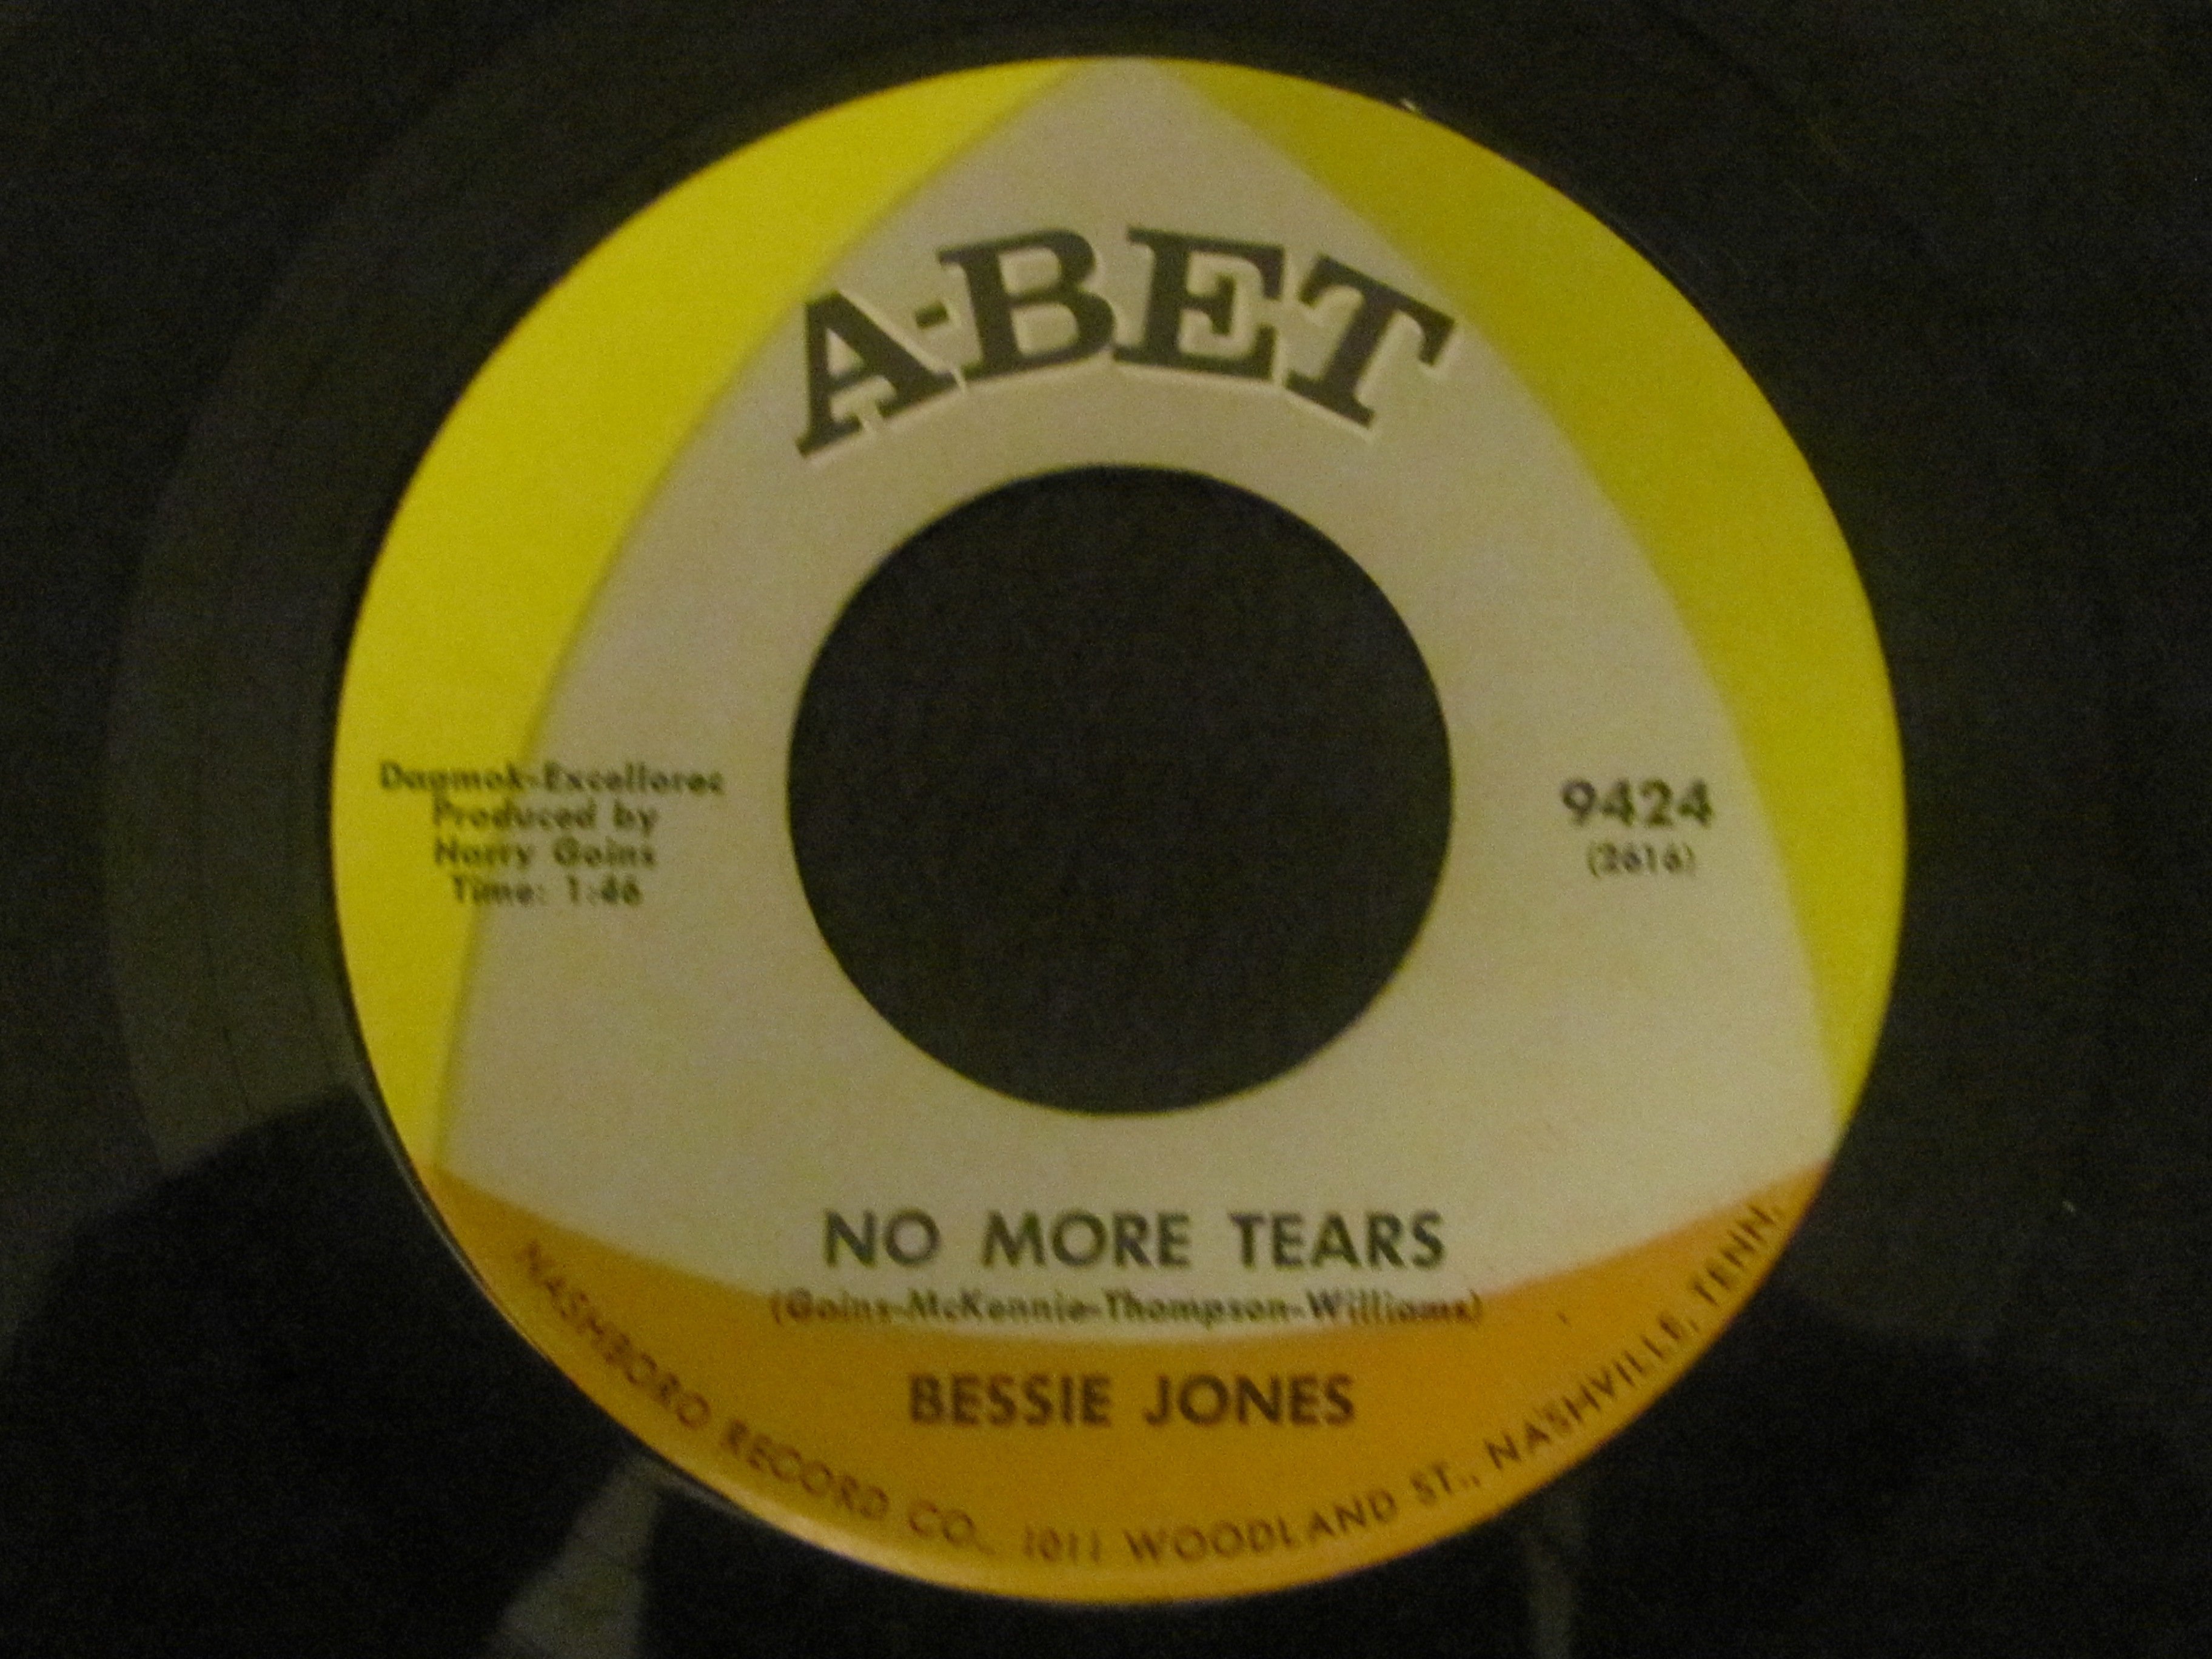 A-BET
Dagmok-Excellorec
Produced by
Harry Goins
Time: 1:46
9424
(2616)
NO MORE TEARS
(Goins-McKennie-Thompson-Williams)
BESSIE JONES
NASHBORO RECORD CO., 1011 WOODLAND ST., NASHVILLE, TENN.